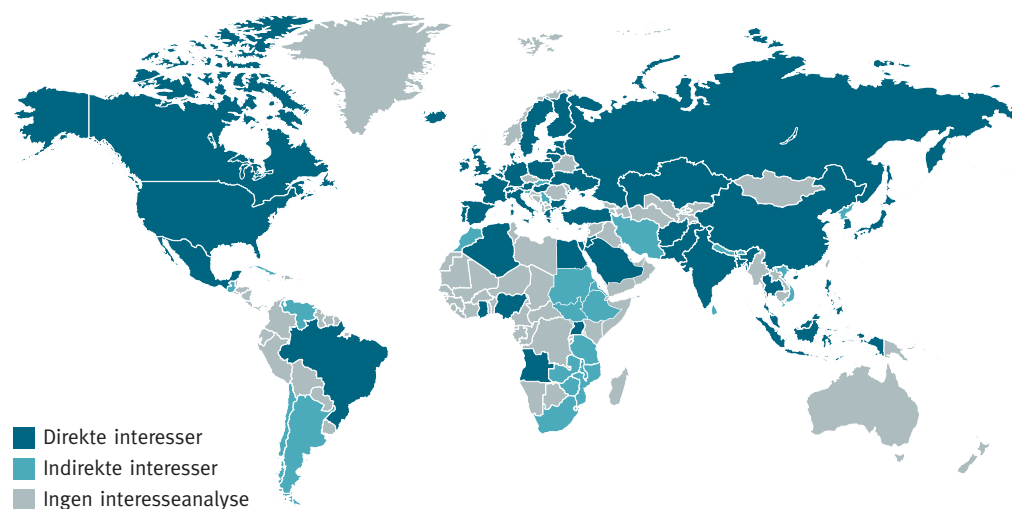 Direkte interesser
Indirekte interesser
Ingen interesseanalyse